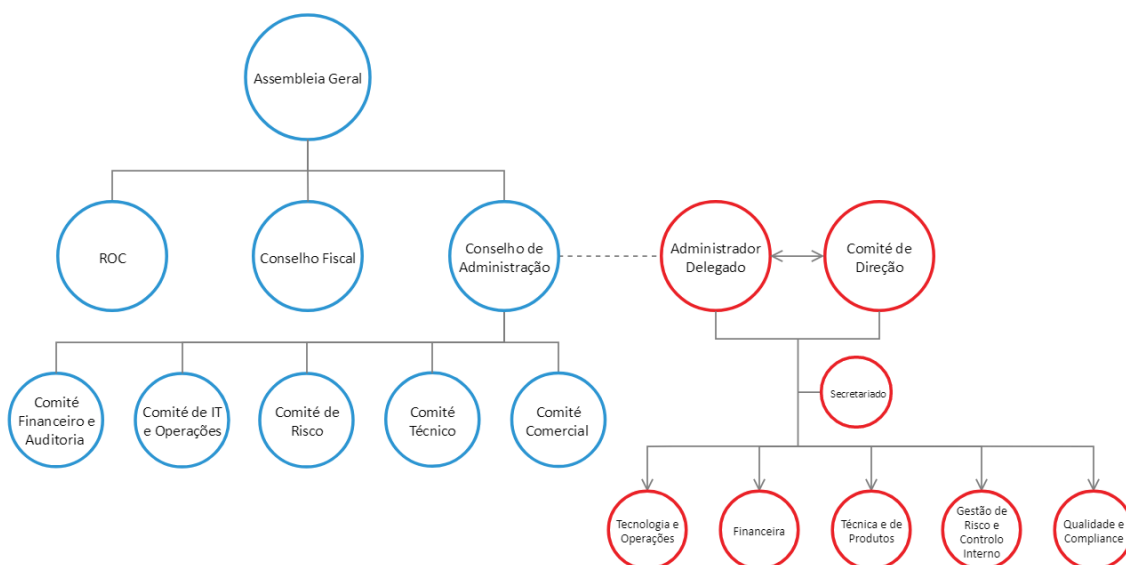 Assembleia Geral
ROC
Conselho Fiscal
Conselho de
Administração
Administrador
Delegado
Comité de
Direção
Secretariado
Comité
Financeiro e
Auditoria
Comité de IT
e Operações
Comité de
Risco
Comité
Técnico
Comité
Comercial
Tecnologia e
Operações
Financeira
Técnica e de
Produtos
Gestão de
Risco e
Controlo
Interno
Qualidade e
Compliance